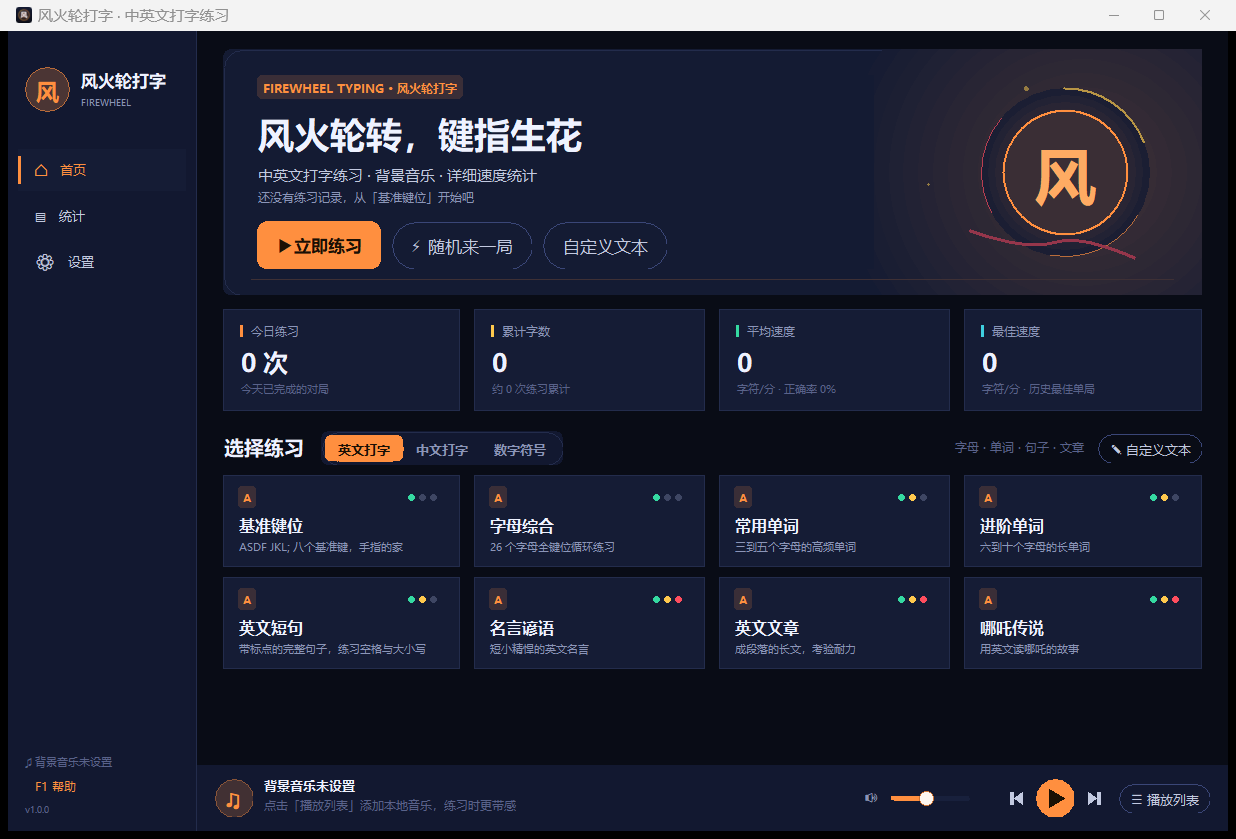 风火轮打字 · 中英文打字练习
风
风火轮打字
FIREWHEEL
首页
统计
设置
♫ 背景音乐未设置
F1 帮助
v1.0.0
FIREWHEEL TYPING • 风火轮打字
风火轮转，键指生花
中英文打字练习 · 背景音乐 · 详细速度统计
还没有练习记录，从「基准键位」开始吧
▶立即练习
⚡ 随机来一局
自定义文本
风
今日练习
0 次
今天已完成的对局
累计字数
0
约 0 次练习累计
平均速度
0
字符/分 · 正确率 0%
最佳速度
0
字符/分 · 历史最佳单局
选择练习
英文打字
中文打字
数字符号
字母 · 单词 · 句子 · 文章
自定义文本
A
基准键位
ASDF JKL; 八个基准键，手指的家
A
字母综合
26 个字母全键位循环练习
A
常用单词
三到五个字母的高频单词
A
进阶单词
六到十个字母的长单词
A
英文短句
带标点的完整句子，练习空格与大小写
A
名言谚语
短小精悍的英文名言
A
英文文章
成段落的长文，考验耐力
A
哪吒传说
用英文读哪吒的故事
♫
背景音乐未设置
点击「播放列表」添加本地音乐，练习时更带感
☰ 播放列表